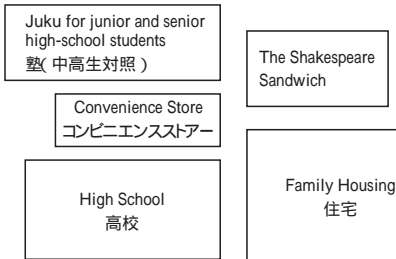 Juku for junior and senior
high-school students
塾( 中高生対照 )
The Shakespeare
Sandwich
Convenience Store
コンビニエンスストアー
High School
高校
Family Housing
住宅